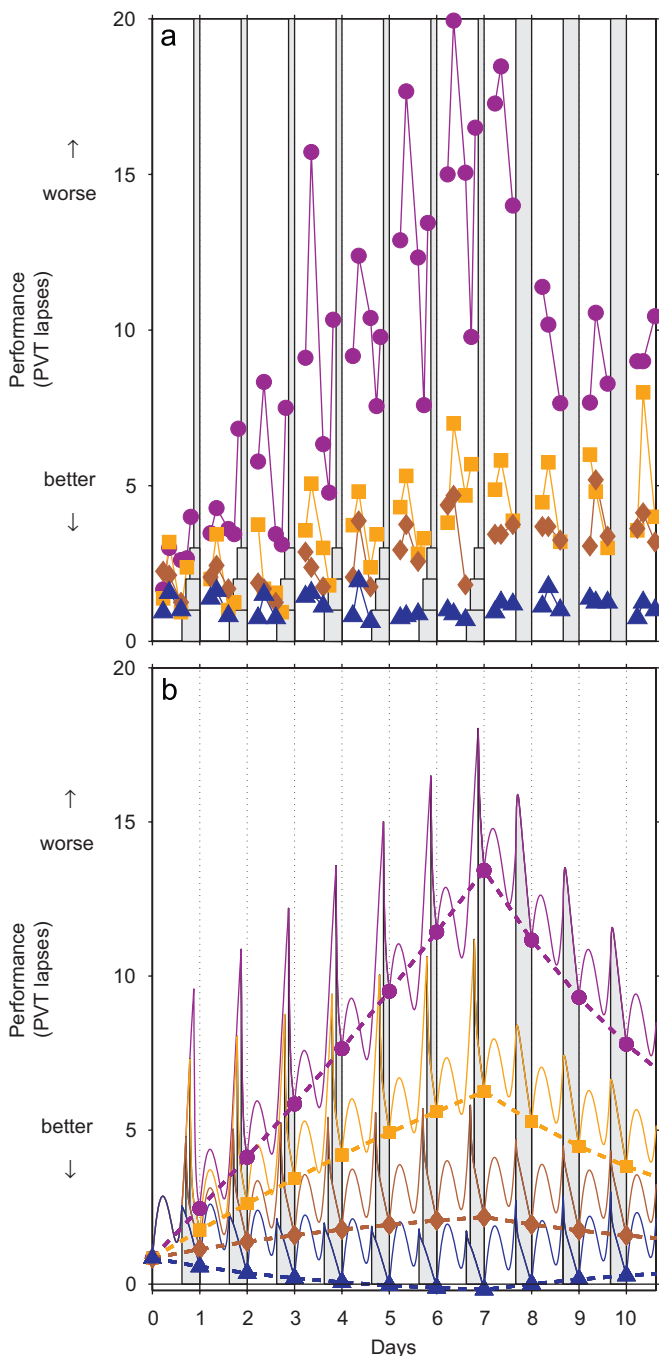 a
20
15
10
5
0
↑
worse
Performance
(PVT lapses)
better
↓
b
20
15
10
5
0
↑
worse
Performance
(PVT lapses)
better
↓
0 1 2 3 4 5 6 7 8 9 10
Days